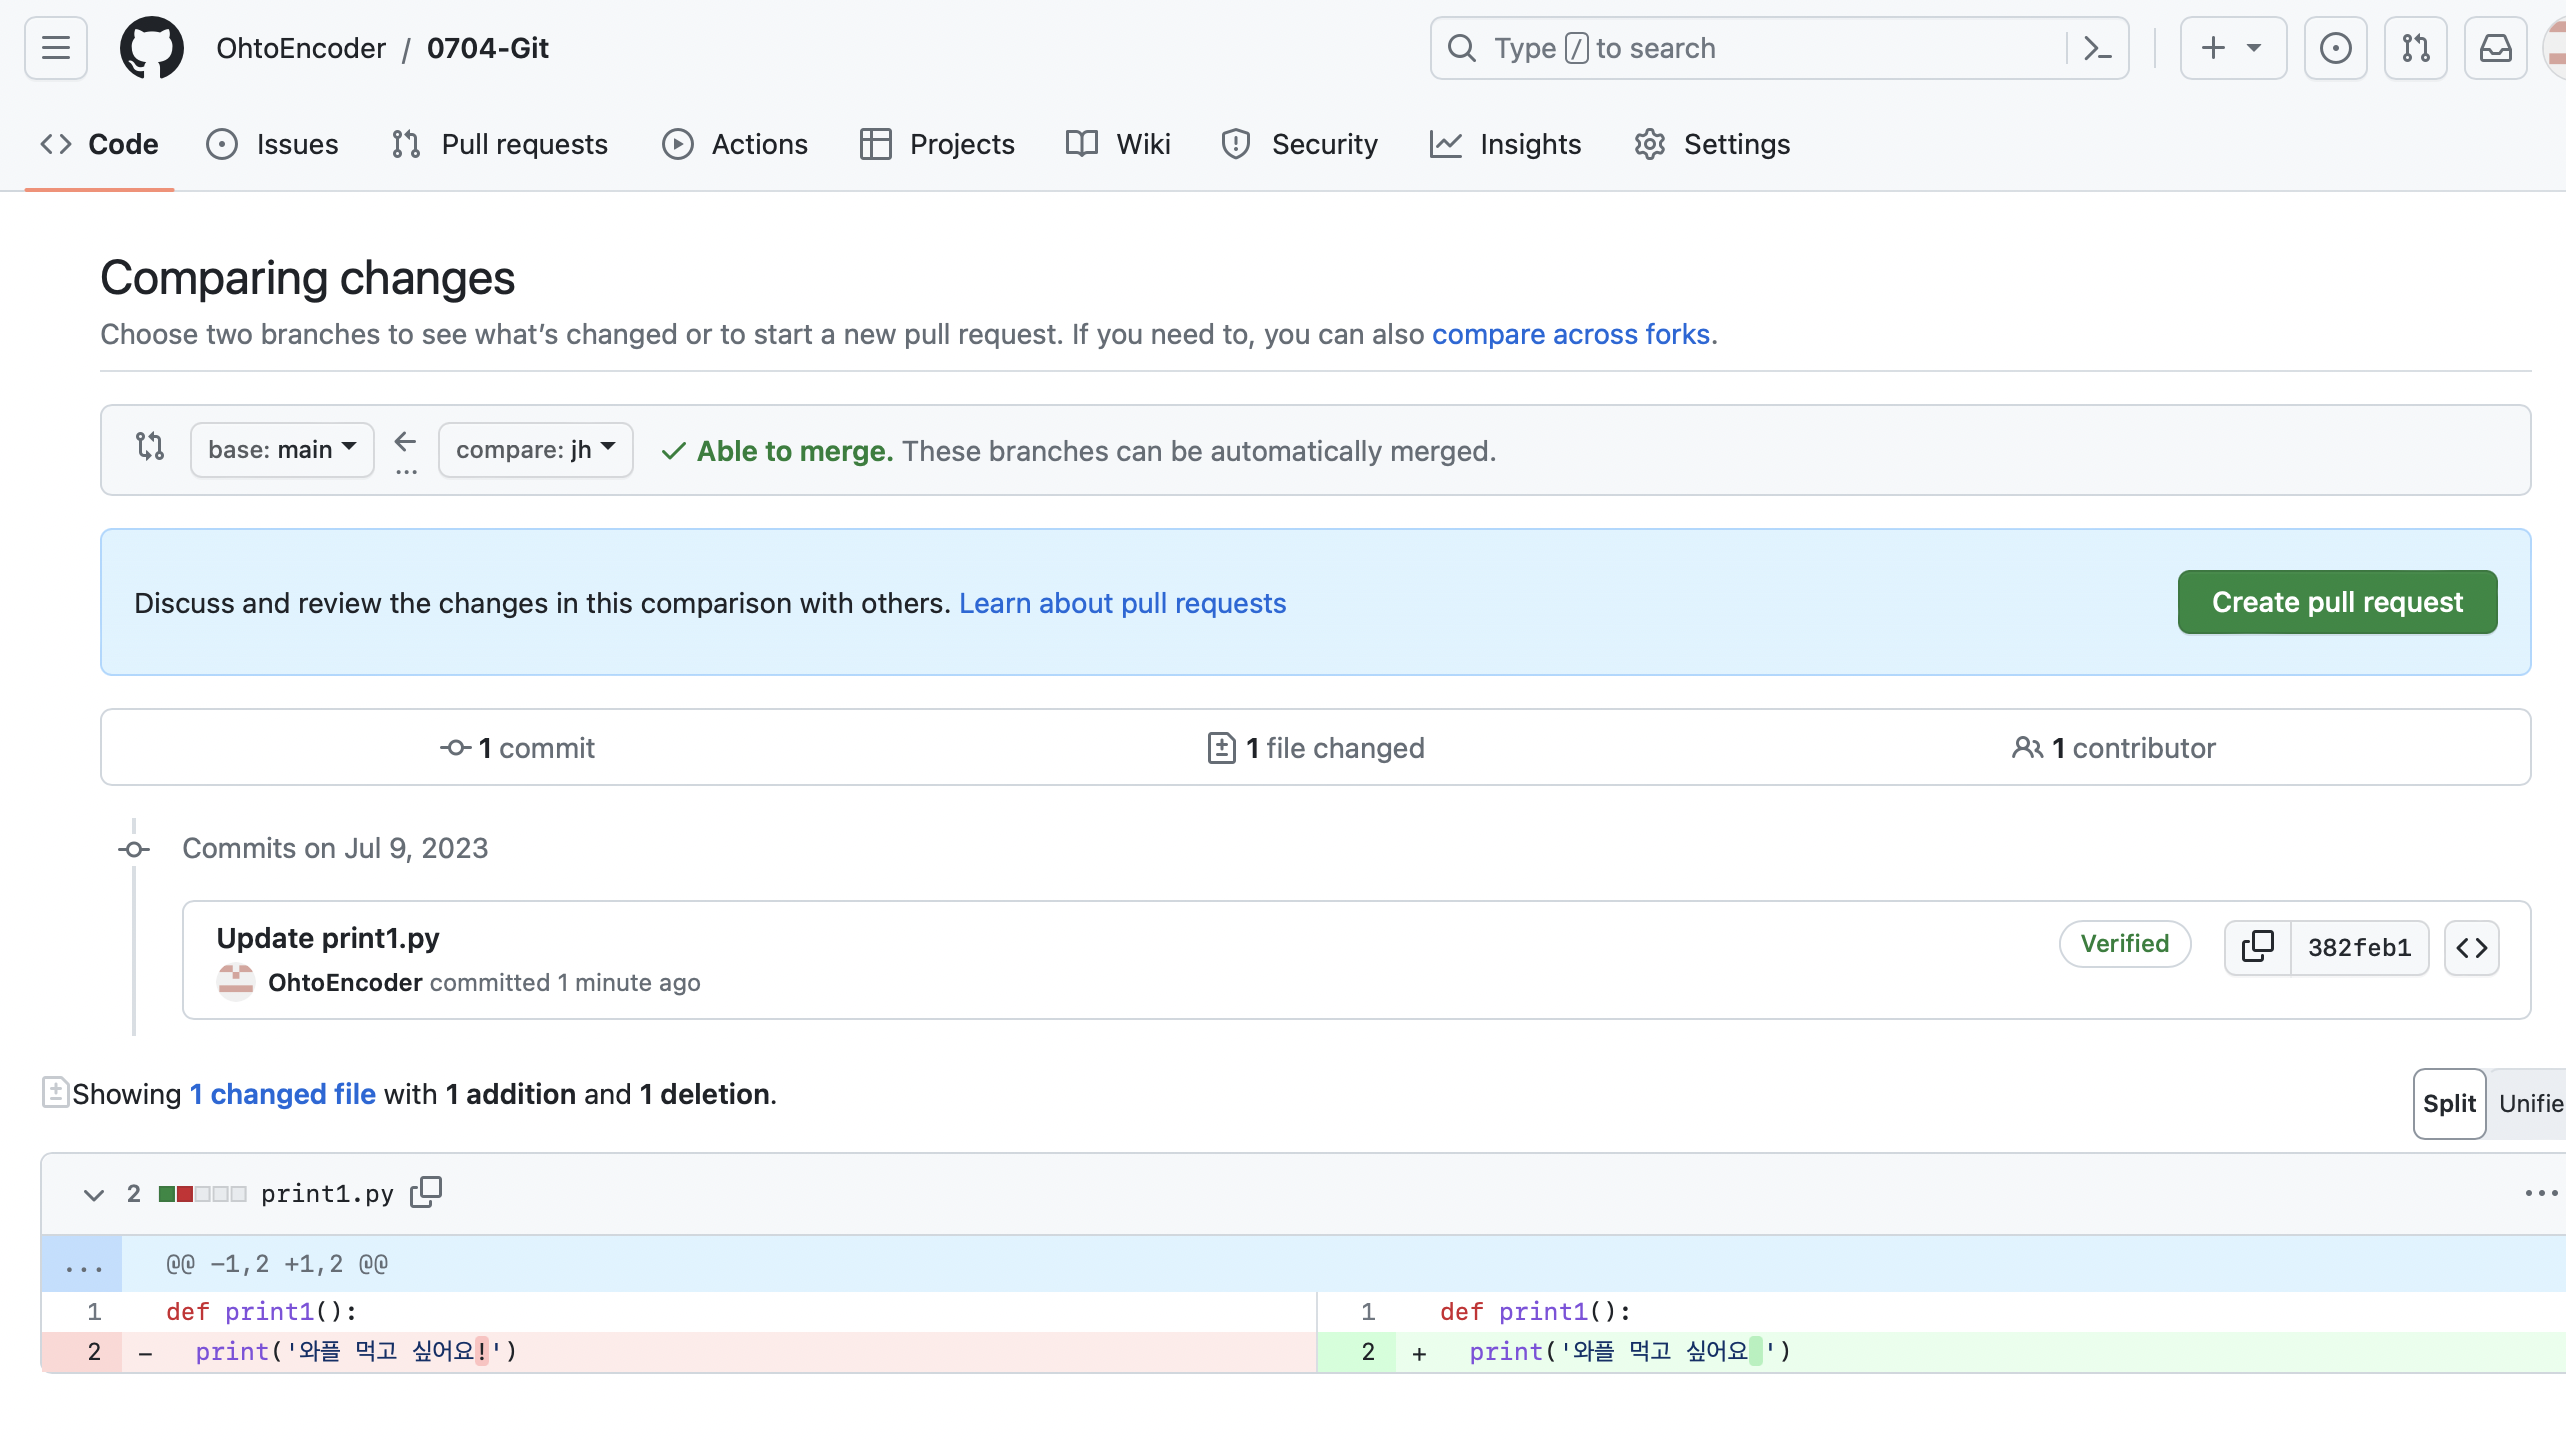 OhtoEncoder / 0704-Git
Type / to search
Code Issues Pull requests Actions Projects Wiki Security Insights Settings
Comparing changes
Choose two branches to see what's changed or to start a new pull request. If you need to, you can also compare across forks.
base: main ... compare: jh Able to merge. These branches can be automatically merged.
Discuss and review the changes in this comparison with others. Learn about pull requests
Create pull request
1 commit 1 file changed 1 contributor
Commits on Jul 9, 2023
Update print1.py
Verified 382feb1
OhtoEncoder committed 1 minute ago
Showing 1 changed file with 1 addition and 1 deletion.
Split Unifie
2 print1.py
... @@ -1,2 +1,2 @@
1 def print1(): 1 def print1():
2 - print('와플 먹고 싶어요!') 2 + print('와플 먹고 싶어요 ')